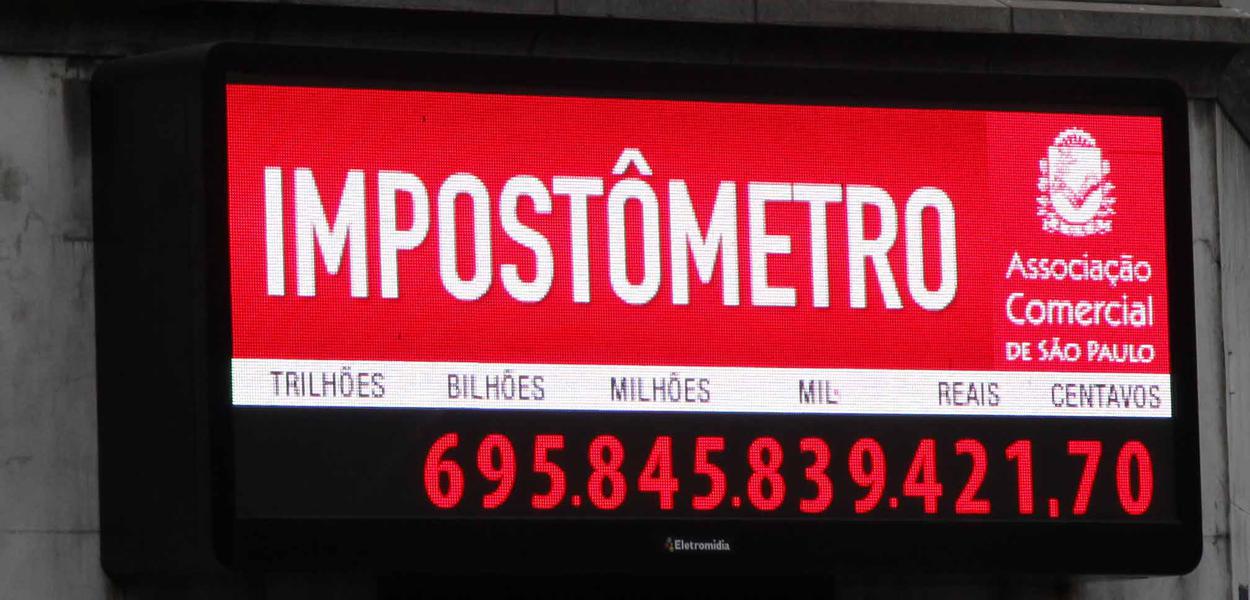 IMPOSTÔMETRO
Associação
Comercial
DE SÃO PAULO
TRILHÕES BILHÕES MILHÕES MIL REAIS CENTAVOS
695.845.839.421,70
Eletromidia